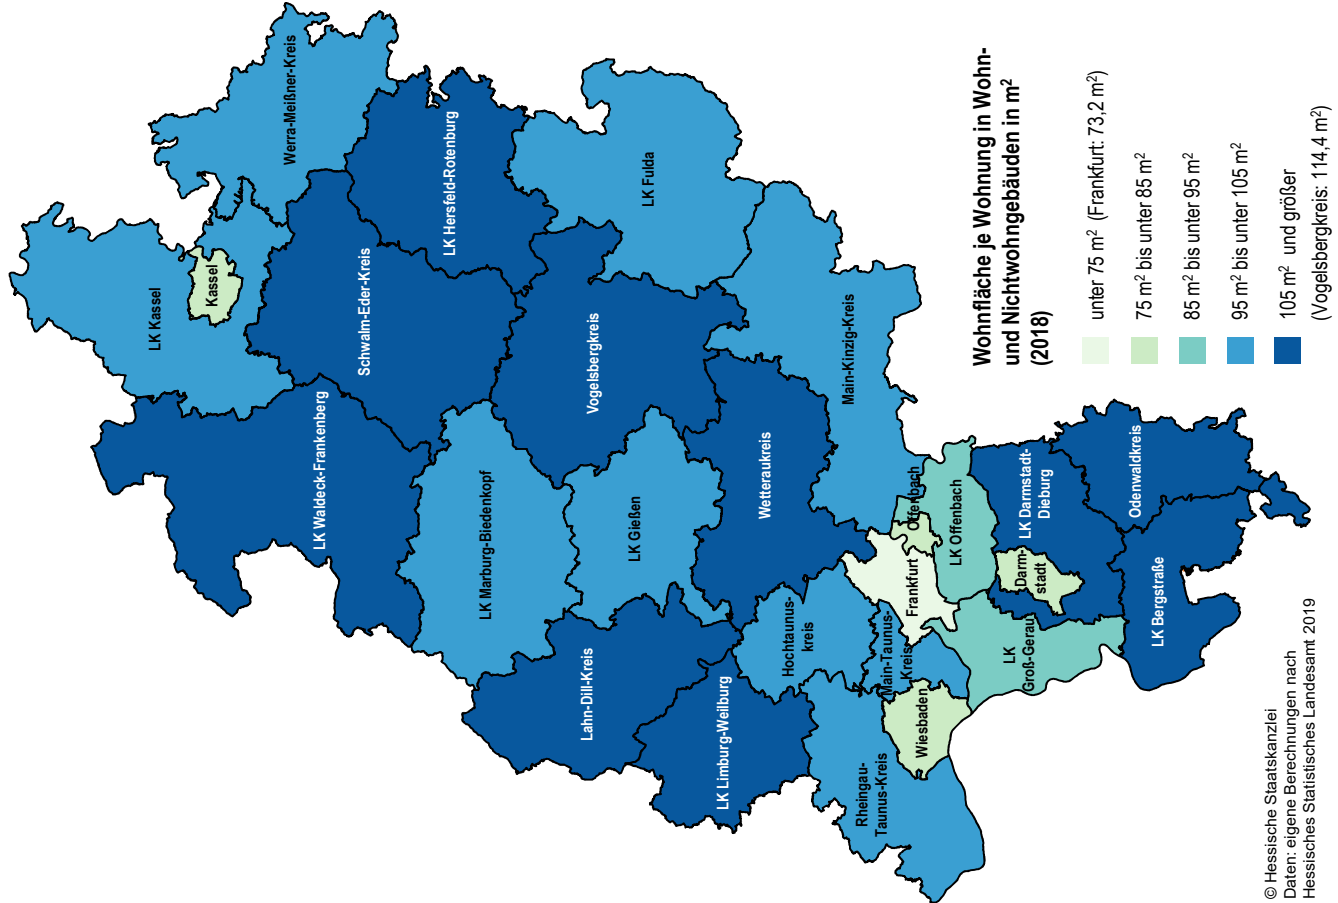 Werra-Meißner-Kreis
LK Kassel
Kassel
LK Hersfeld-Rotenburg
Schwalm-Eder-Kreis
LK Waldeck-Frankenberg
LK Fulda
Vogelsbergkreis
LK Marburg-Biedenkopf
LK Gießen
Lahn-Dill-Kreis
Main-Kinzig-Kreis
Wetteraukreis
Hochtaunus-
kreis
LK Limburg-Weilburg
Rheingau-
Taunus-Kreis
Main-Taunus-
Kreis
Wiesbaden
Frankfurt
Offenbach
LK Offenbach
LK
Groß-Gerau
Darm-
stadt
LK Darmstadt-
Dieburg
Odenwaldkreis
LK Bergstraße
Wohnfläche je Wohnung in Wohn-
und Nichtwohngebäuden in m²
(2018)
unter 75 m² (Frankfurt: 73,2 m²)
75 m² bis unter 85 m²
85 m² bis unter 95 m²
95 m² bis unter 105 m²
105 m² und größer
(Vogelsbergkreis: 114,4 m²)
© Hessische Staatskanzlei
Daten: eigene Berechnungen nach
Hessisches Statistisches Landesamt 2019